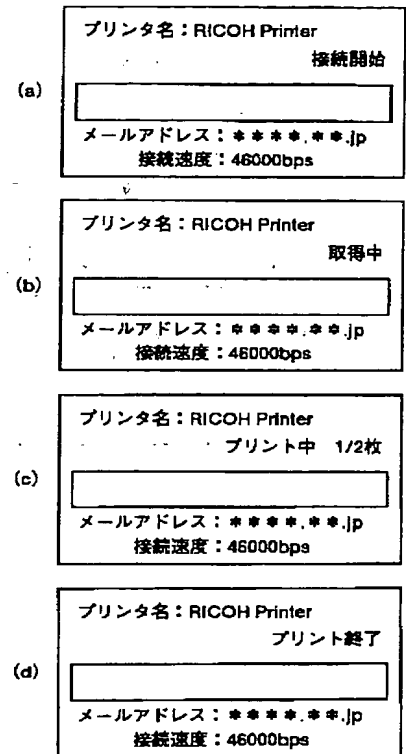 (a)
プリンタ名：RICOH Printer
接続開始
メールアドレス：＊＊＊＊.＊＊.jp
接続速度：46000bps
(b)
プリンタ名：RICOH Printer
取得中
メールアドレス：＊＊＊＊.＊＊.jp
接続速度：46000bps
(c)
プリンタ名：RICOH Printer
プリント中　1/2枚
メールアドレス：＊＊＊＊.＊＊.jp
接続速度：46000bps
(d)
プリンタ名：RICOH Printer
プリント終了
メールアドレス：＊＊＊＊.＊＊.jp
接続速度：46000bps